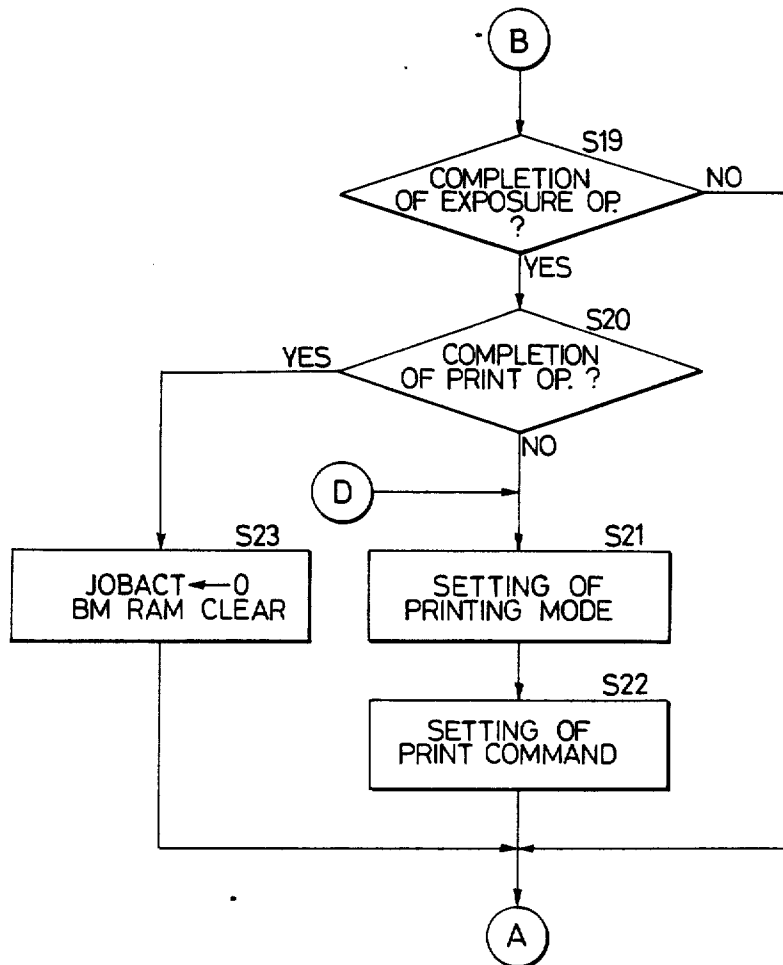 B
S19
COMPLETION
OF EXPOSURE OP.
?
NO
YES
S20
COMPLETION
OF PRINT OP. ?
YES
NO
D
S23
JOBACT ← 0
BM RAM CLEAR
S21
SETTING OF
PRINTING MODE
S22
SETTING OF
PRINT COMMAND
A